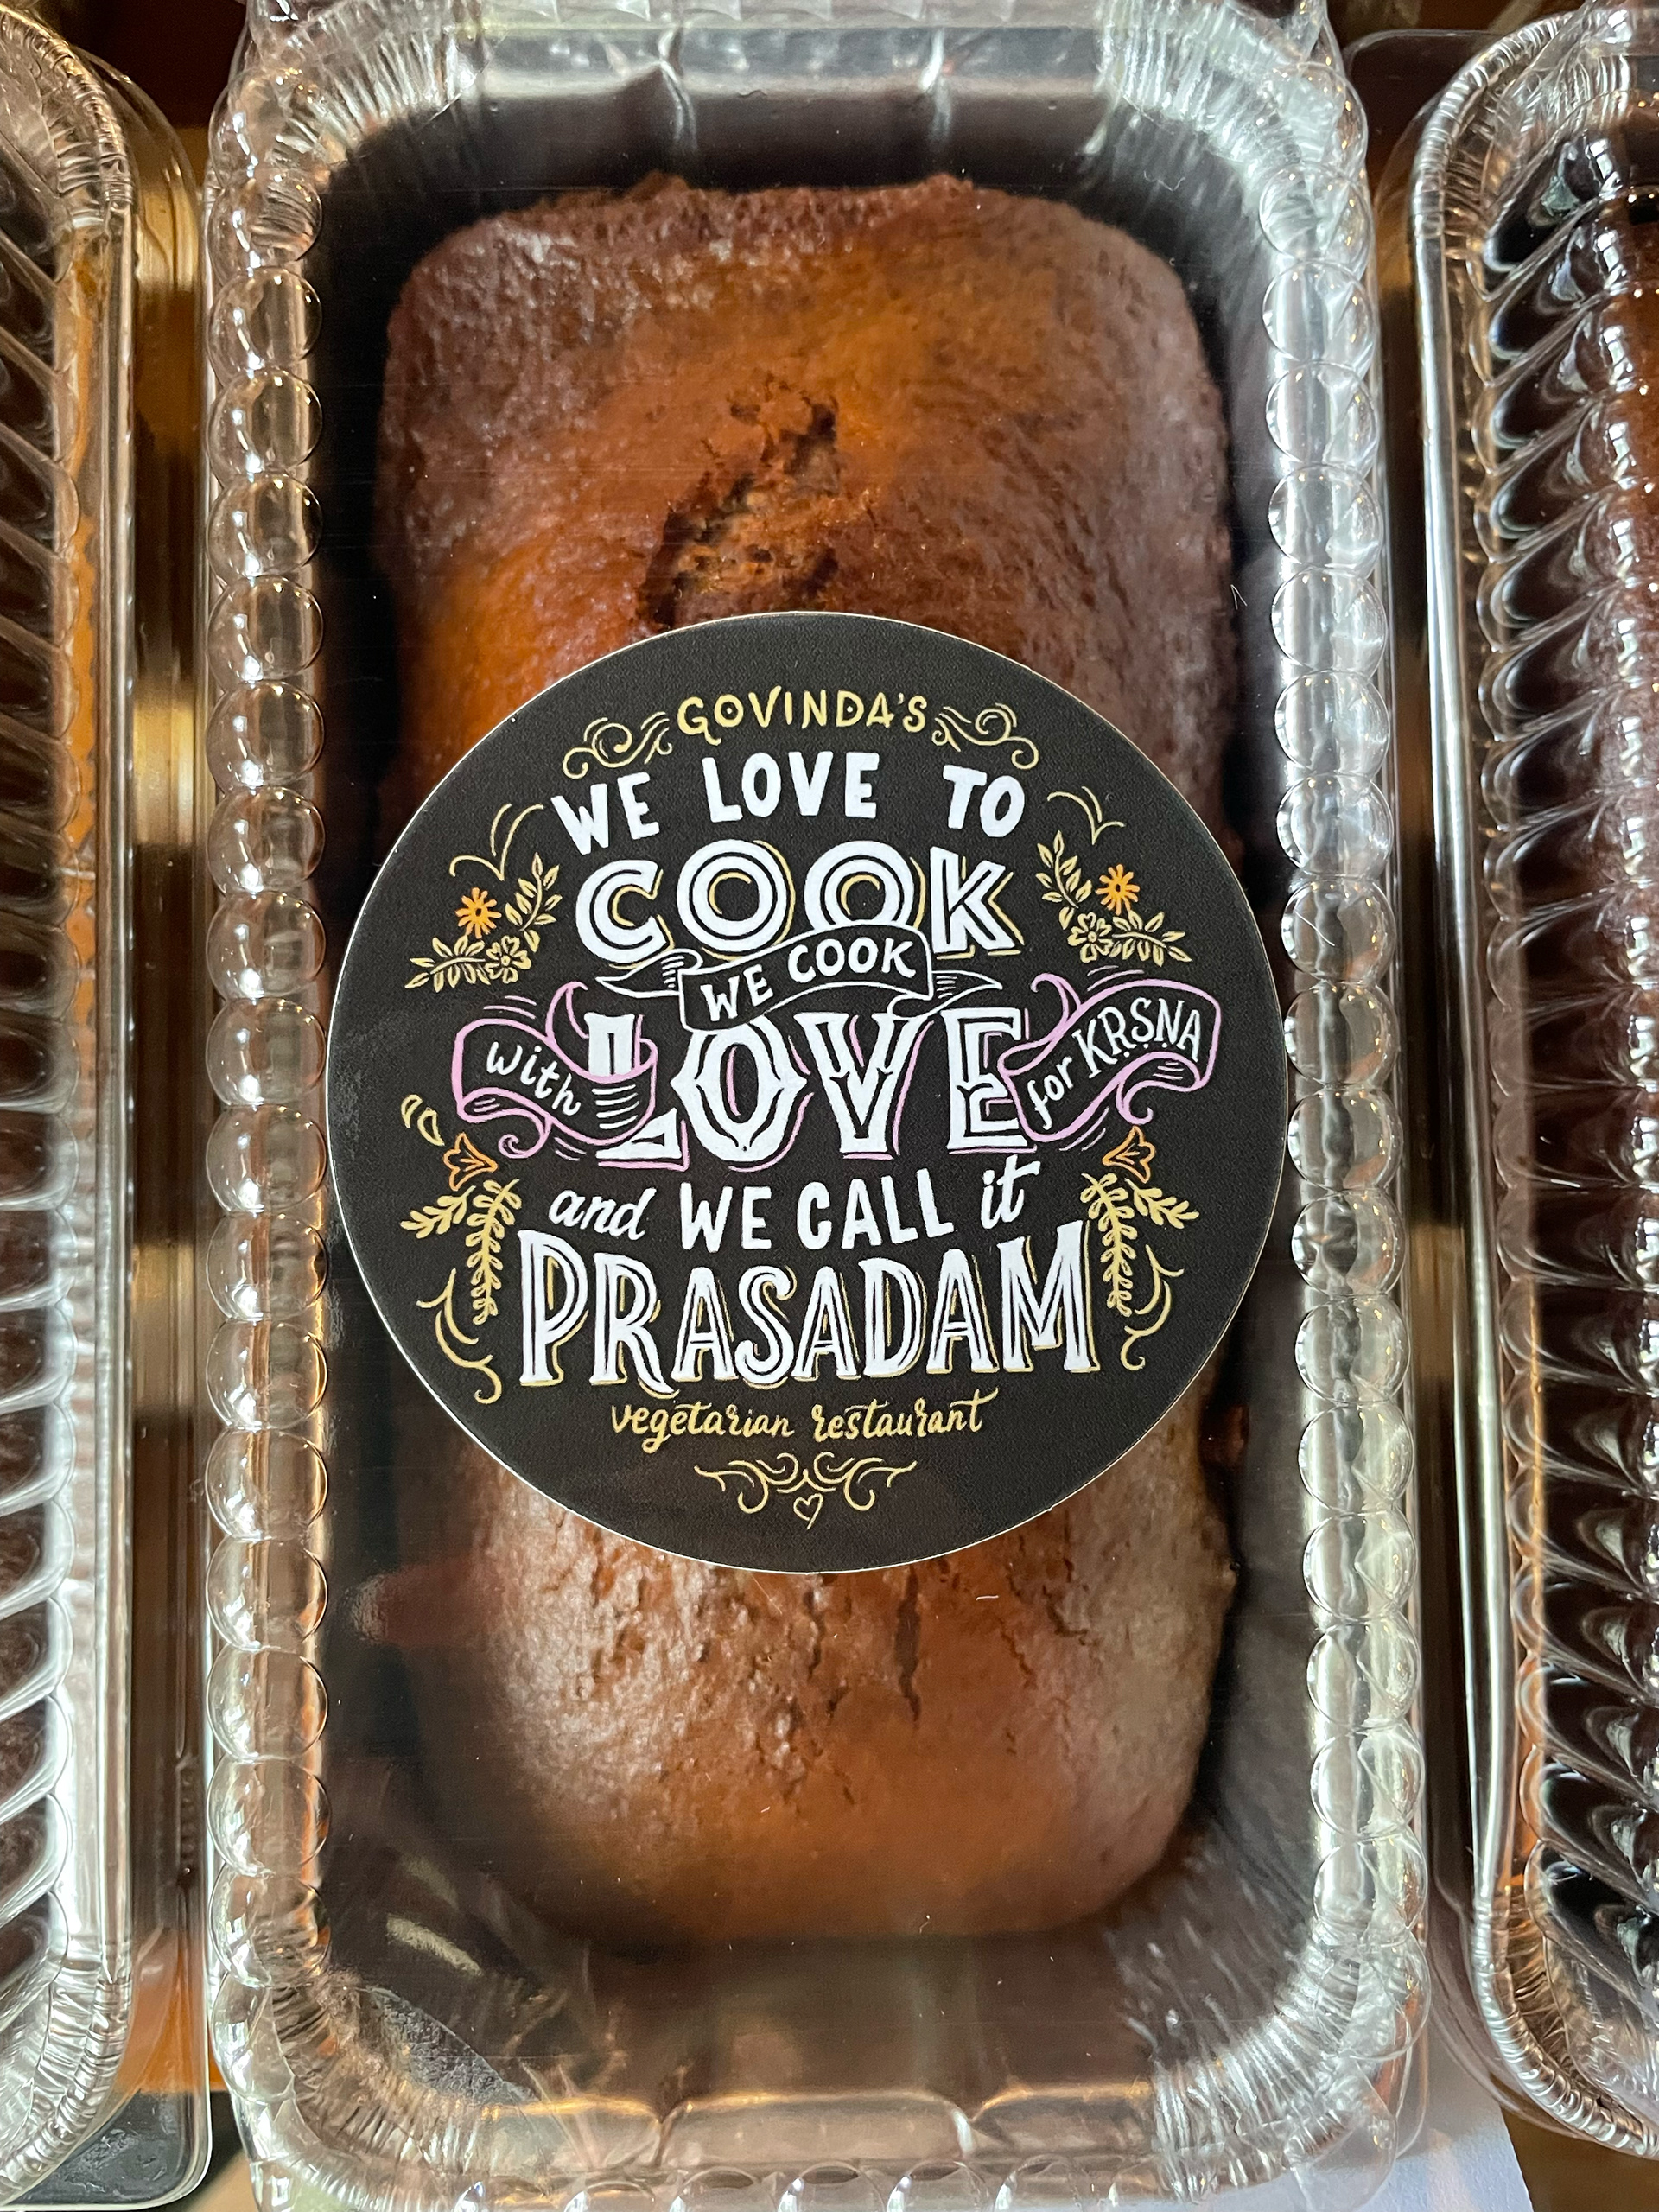 GOVINDA'S
WE LOVE TO
COOK
WE COOK
with LOVE for KṚṢṆA
and WE CALL it
PRASADAM
vegetarian restaurant